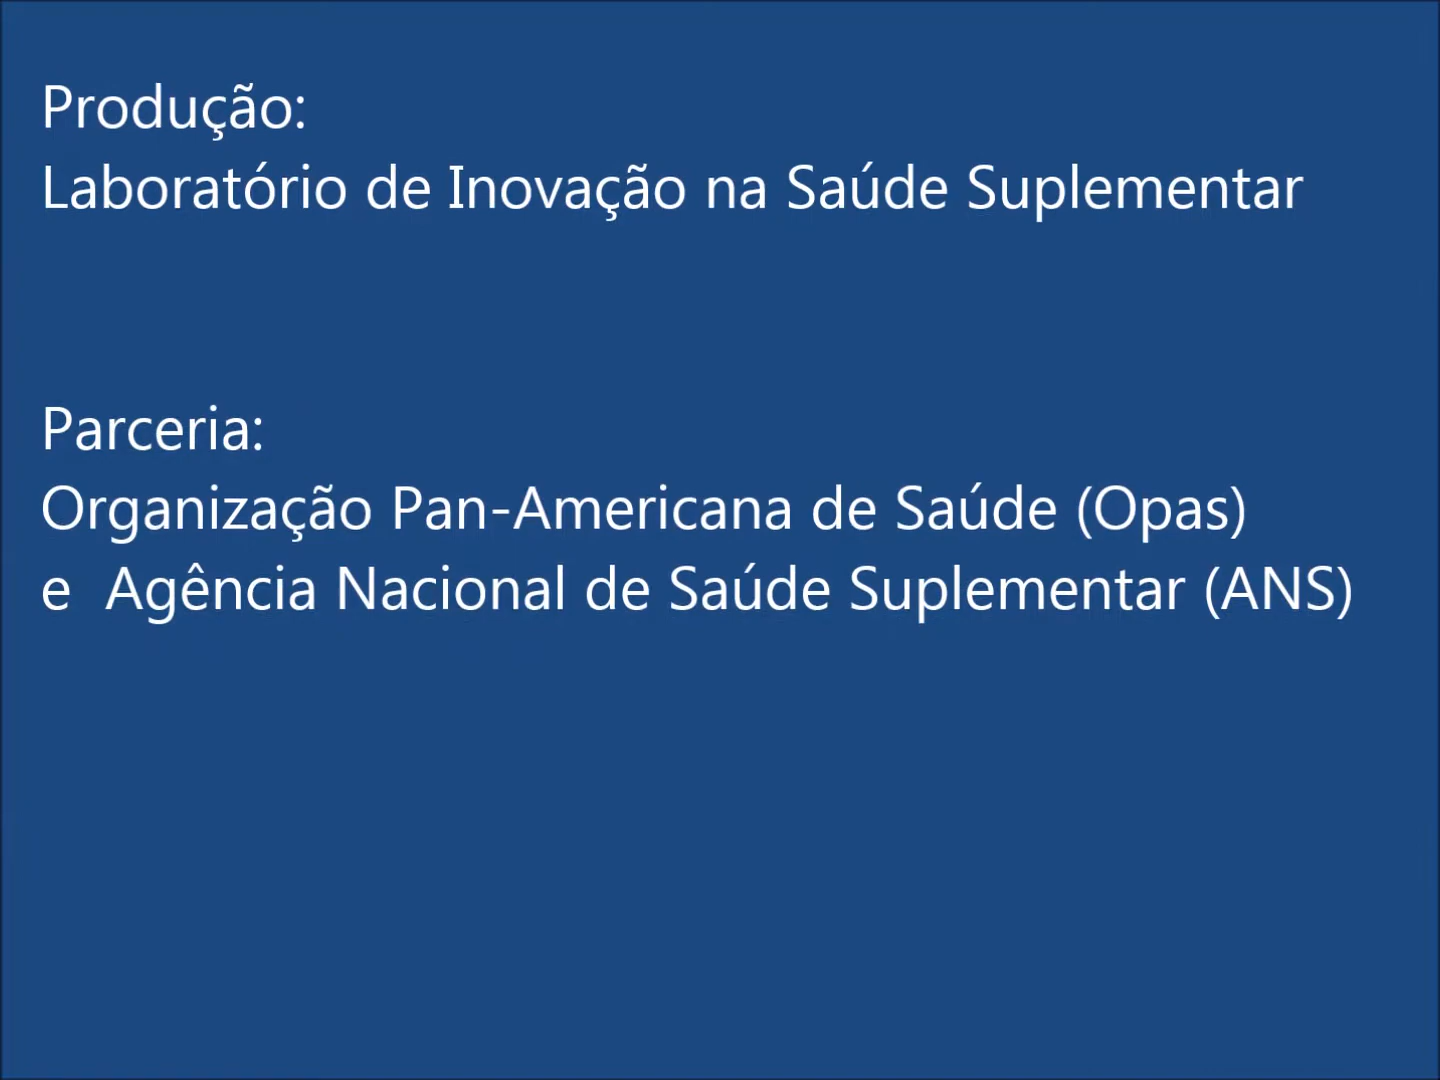 Produção:
Laboratório de Inovação na Saúde Suplementar
Parceria:
Organização Pan-Americana de Saúde (Opas)
e  Agência Nacional de Saúde Suplementar (ANS)